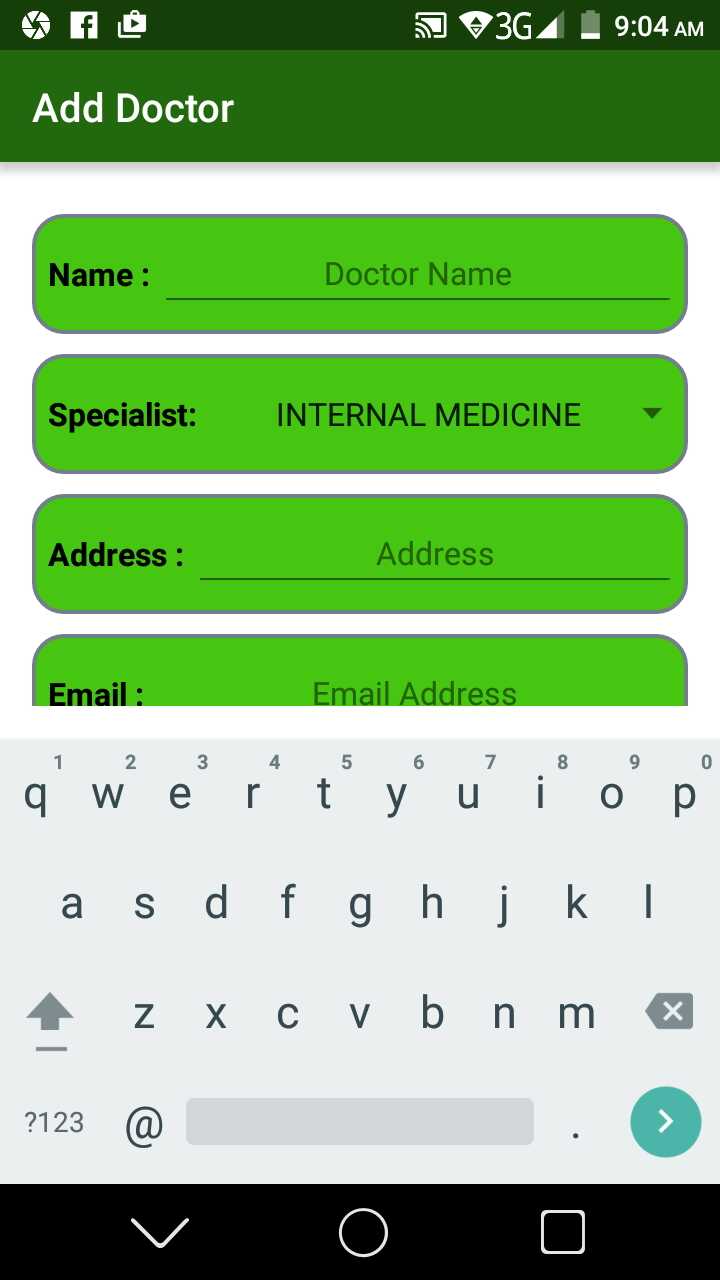 3G 9:04 AM
Add Doctor
Name : Doctor Name
Specialist: INTERNAL MEDICINE
Address : Address
Email : Email Address
1 2 3 4 5 6 7 8 9 0
q w e r t y u i o p
a s d f g h j k l
z x c v b n m
?123 @ .